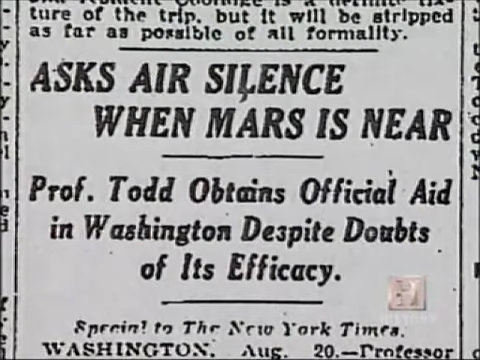 ture of the trip, but it will be stripped
as far as possible of all formality.
ASKS AIR SILENCE
WHEN MARS IS NEAR
Prof. Todd Obtains Official Aid
in Washington Despite Doubts
of Its Efficacy.
H
HISTORY
Special to The New York Times.
WASHINGTON, Aug. 20.—Professor